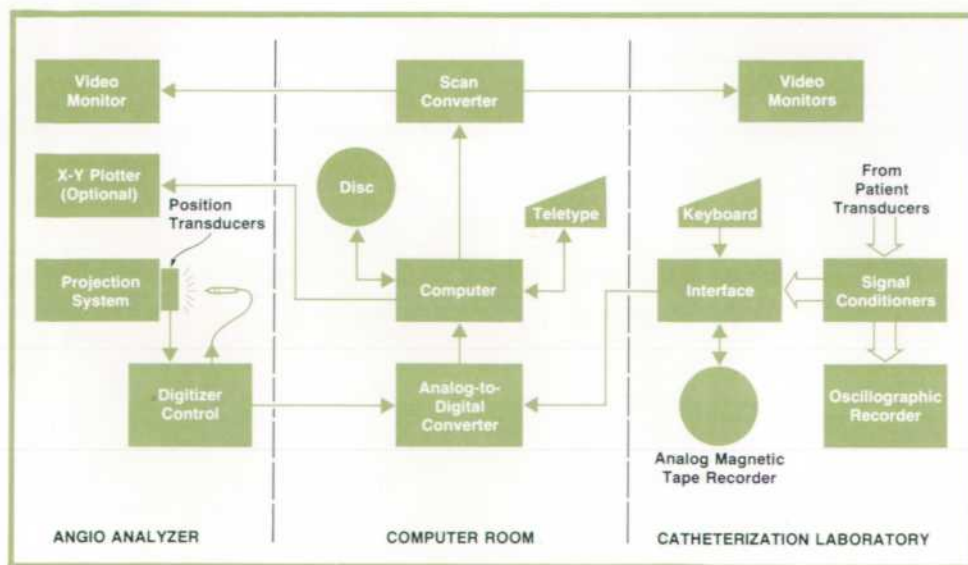 Video
Monitor
Scan
Converter
Video
Monitors
X-Y Plotter
(Optional)
Position
Transducers
Disc
Teletype
Keyboard
From
Patient
Transducers
Projection
System
Computer
Interface
Signal
Conditioners
Digitizer
Control
Analog-to-
Digital
Converter
Analog Magnetic
Tape Recorder
Oscillographic
Recorder
ANGIO ANALYZER
COMPUTER ROOM
CATHETERIZATION LABORATORY